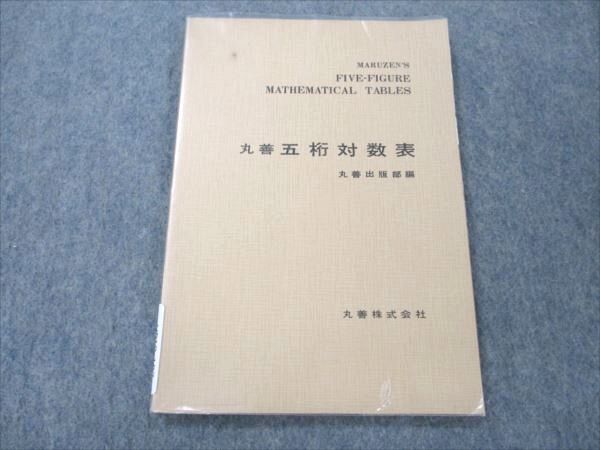 MARUZEN'S
FIVE-FIGURE
MATHEMATICAL TABLES
丸善 五桁対数表
丸善出版部編
丸善株式会社